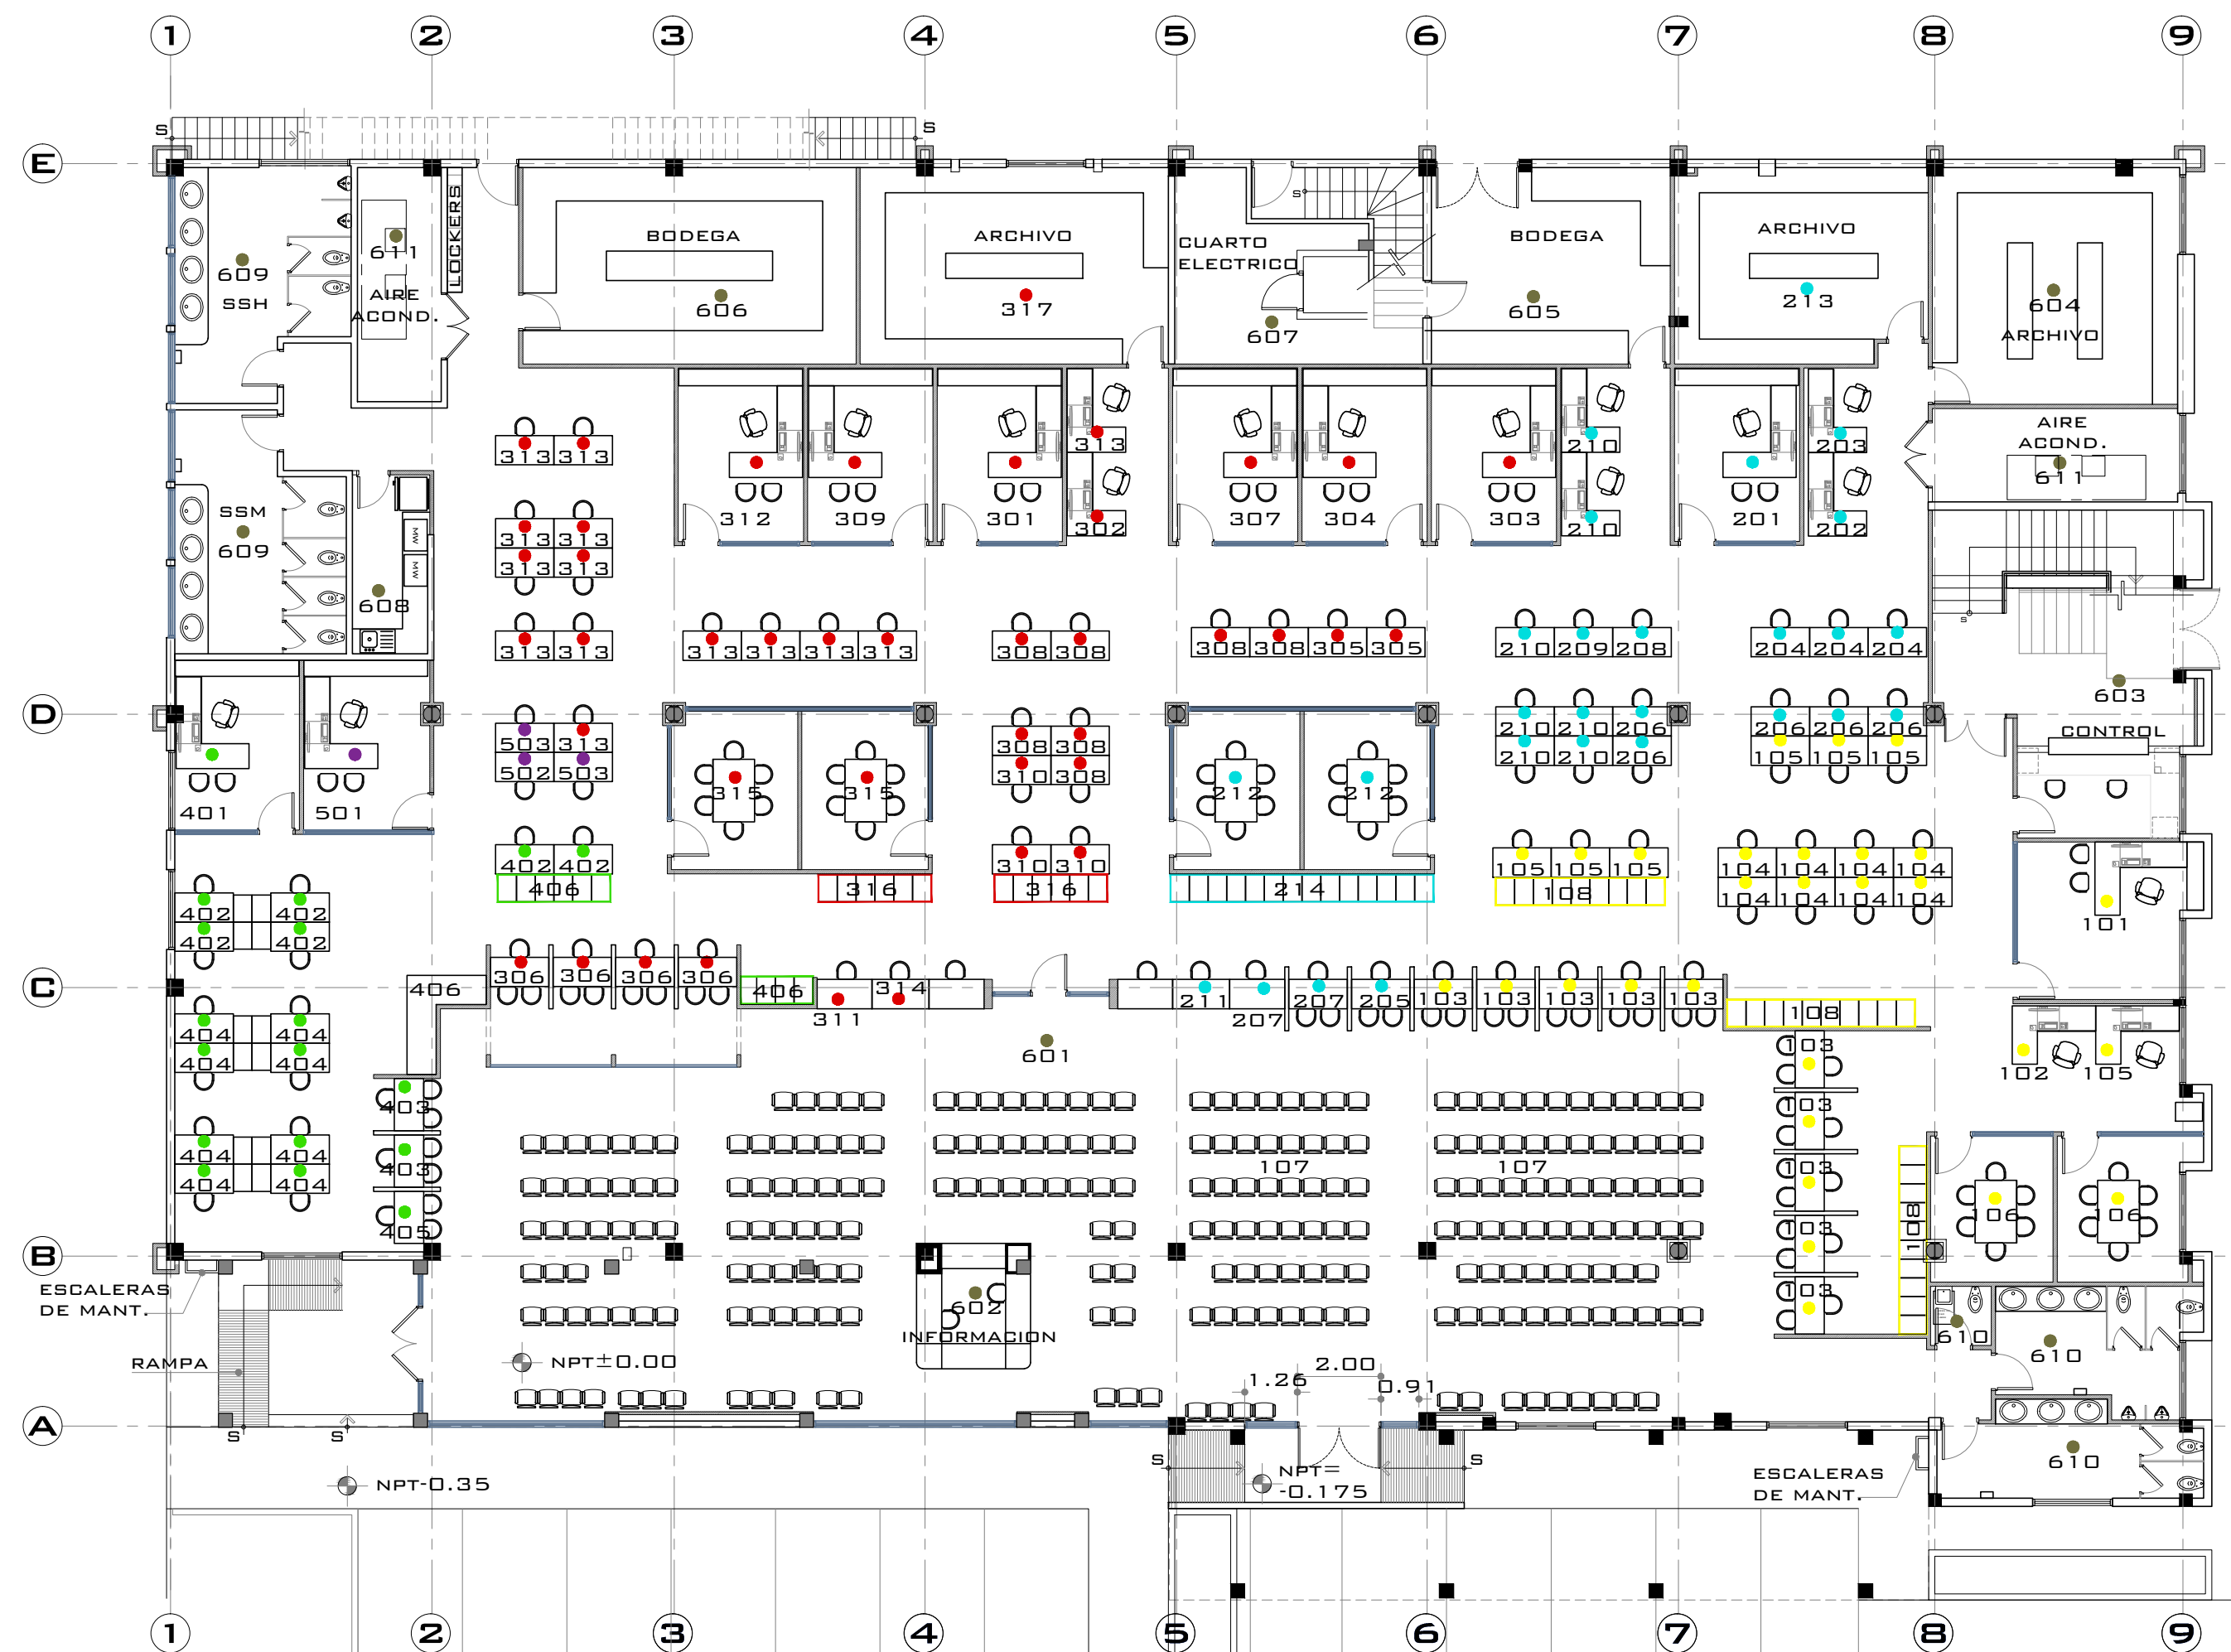 1 2 3 4 5 6 7 8 9
S S
E
LOCKERS
BODEGA
ARCHIVO
CUARTO
ELECTRICO
S
BODEGA
ARCHIVO
609
SSH
611
AIRE
ACOND.
606
317
607
605
213
604
ARCHIVO
AIRE
ACOND.
611
313 313
313
210
203
SSM
609
MW
MW
608
312
309
301
302
307
304
303
210
201
202
313 313
313 313
313 313
313 313 313 313
308 308
308 308 305 305
210 209 208
204 204 204
S
603
D
CONTROL
503 313
502 503
308 308
310 308
210 210 206
210 210 206
206 206 206
105 105 105
401
501
315
315
212
212
402 402
406
316
310 310
316
214
105 105 105
108
104 104 104 104
104 104 104 104
101
402 402
402 402
C
406
306 306 306 306
406
311
314
211
207
207
205
103 103 103 103 103
108
601
404 404
404 404
403
403
405
404 404
404 404
107
107
103
103
103
103
103
108
102
105
106
106
B
ESCALERAS
DE MANT.
602
INFORMACION
610
610
RAMPA
NPT±0.00
2.00
1.26
0.91
A
S S
S S
NPT-0.35
NPT=
-0.175
ESCALERAS
DE MANT.
610
1 2 3 4 5 6 7 8 9